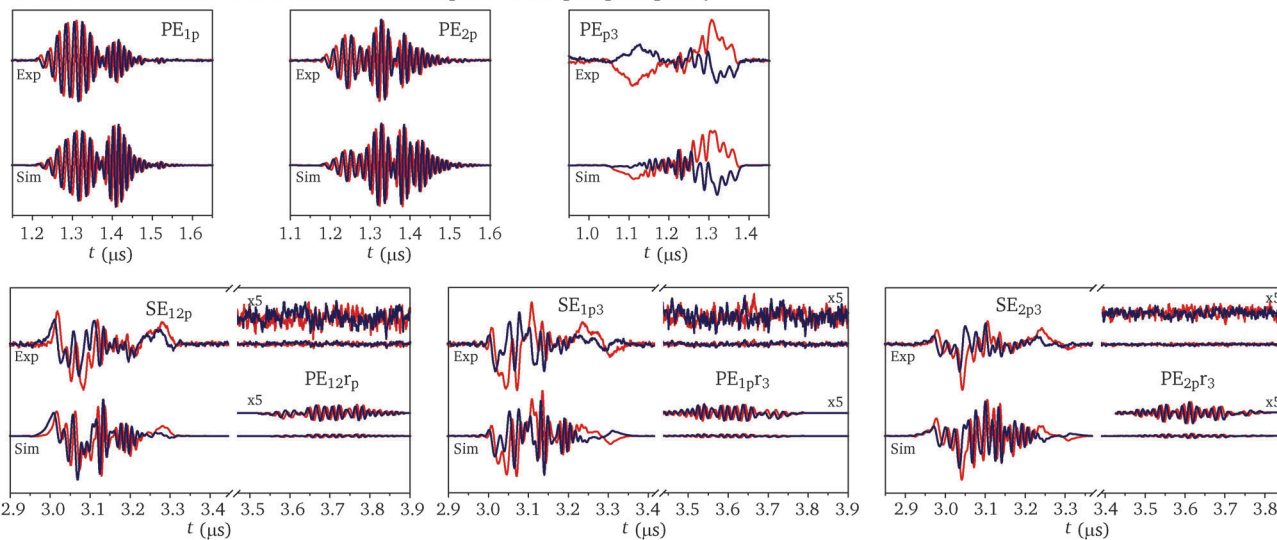 PE1p
Exp
Sim
1.2 1.3 1.4 1.5 1.6
t (μs)
PE2p
Exp
Sim
1.1 1.2 1.3 1.4 1.5 1.6
t (μs)
PEp3
Exp
Sim
1.0 1.1 1.2 1.3 1.4
t (μs)
SE12p
x5
Exp
PE12rp
x5
Sim
2.9 3.0 3.1 3.2 3.3 3.4 3.5 3.6 3.7 3.8 3.9
t (μs)
SE1p3
x5
Exp
PE1pr3
x5
Sim
2.9 3.0 3.1 3.2 3.3 3.4 3.5 3.6 3.7 3.8 3.9
t (μs)
SE2p3
x5
Exp
PE2pr3
x5
Sim
2.9 3.0 3.1 3.2 3.3 3.4 3.5 3.6 3.7 3.8
t (μs)